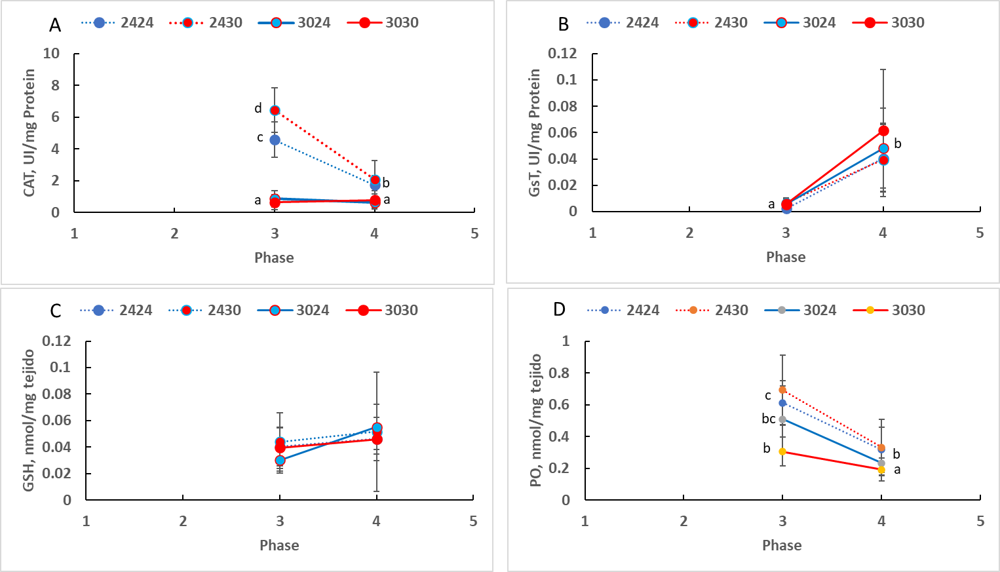 A 2424 2430 3024 3030
10
8
6
4
2
0
CAT, UI/mg Protein
d
c
b
a a
1 2 3 4 5
Phase
B 2424 2430 3024 3030
0.12
0.1
0.08
0.06
0.04
0.02
0
GsT, UI/mg Protein
b
a
1 2 3 4 5
Phase
C 2424 2430 3024 3030
0.12
0.1
0.08
0.06
0.04
0.02
0
GSH, nmol/mg tejido
1 2 3 4 5
Phase
D 2424 2430 3024 3030
1
0.8
0.6
0.4
0.2
0
PO, nmol/mg tejido
c
bc
b b
a
1 2 3 4 5
Phase